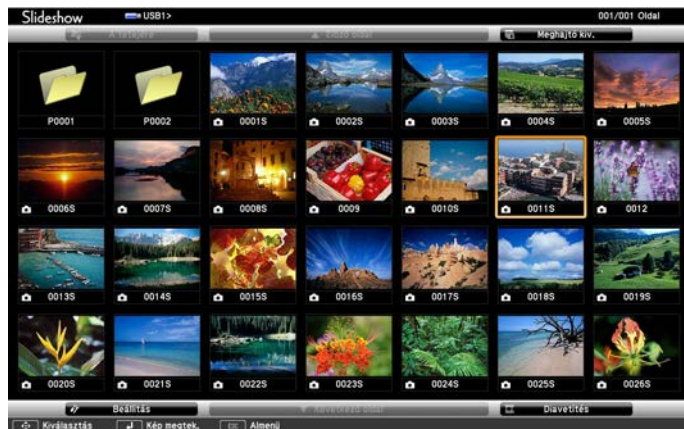 Slideshow USB1> 001/001 Oldal
A tetejére Előző oldal Meghajtó kiv.
P0001 P0002 0001S 0002S 0003S 0004S 0005S
0006S 0007S 0008S 0009 0010S 0011S 0012
0013S 0014S 0015S 0016S 0017S 0018S 0019S
0020S 0021S 0022S 0023S 0024S 0025S 0026S
Beállítás Következő oldal Diavetítés
Kiválasztás Kép megtek. Esc Almenü